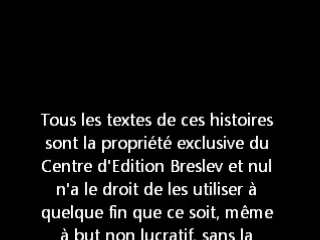 Tous les textes de ces histoires
sont la propriété exclusive du
Centre d'Edition Breslev et nul
n'a le droit de les utiliser à
quelque fin que ce soit, même
à but non lucratif, sans la